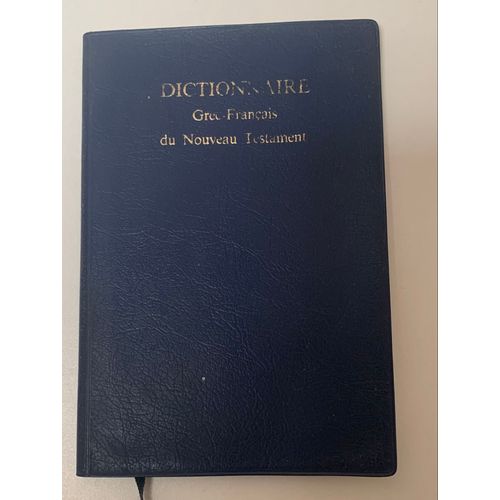 DICTIONNAIRE
Grec-Français
du Nouveau Testament